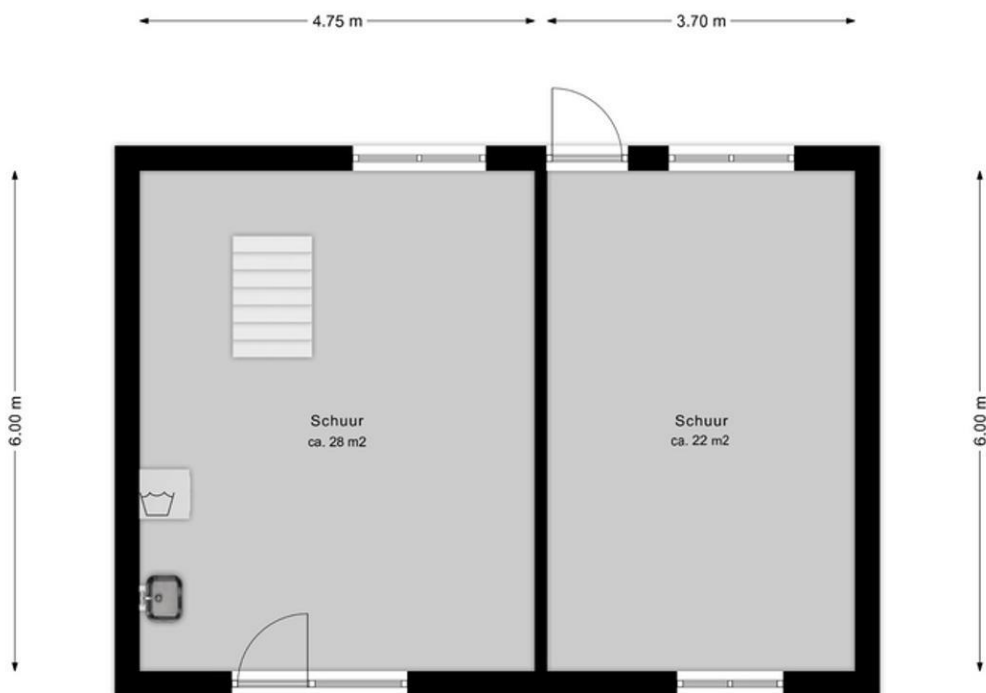 4.75 m
3.70 m
6.00 m
6.00 m
Schuur
ca. 28 m2
Schuur
ca. 22 m2